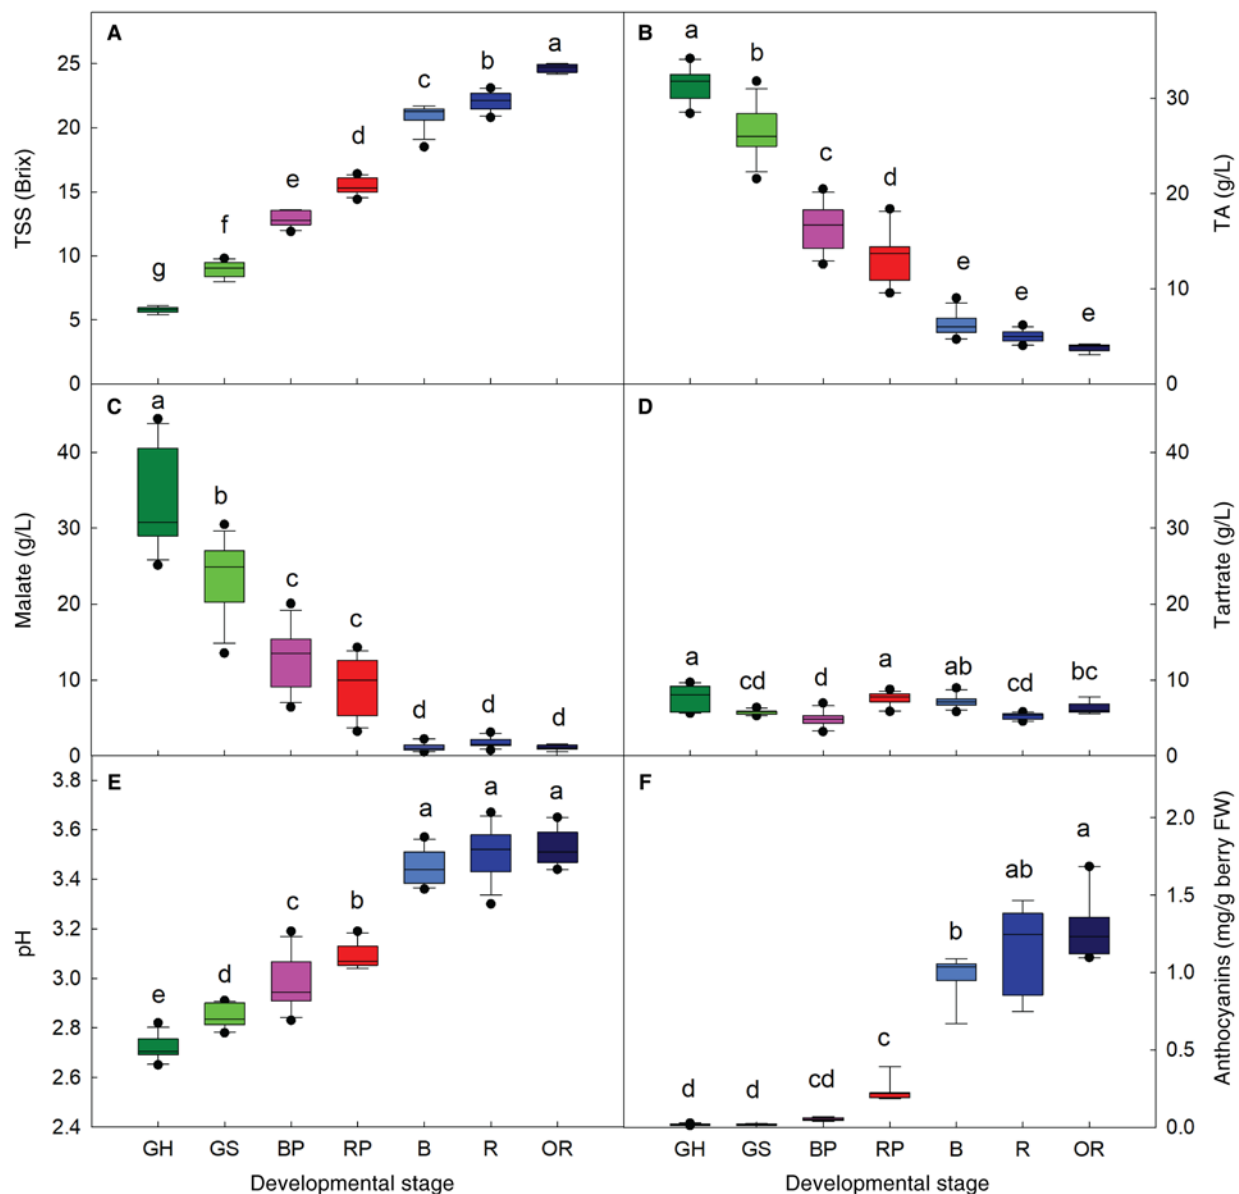 A
B
TSS (Brix)
25
20
15
10
5
0
g
f
e
d
c
b
a
a
b
c
d
e
e
e
30
20
10
0
TA (g/L)
C
D
Malate (g/L)
40
30
20
10
0
a
b
c
c
d
d
d
a
cd
d
a
ab
cd
bc
40
30
20
10
0
Tartrate (g/L)
E
F
pH
3.8
3.6
3.4
3.2
3.0
2.8
2.6
2.4
e
d
c
b
a
a
a
d
d
cd
c
b
ab
a
2.0
1.5
1.0
0.5
0.0
Anthocyanins (mg/g berry FW)
GH GS BP RP B R OR
GH GS BP RP B R OR
Developmental stage
Developmental stage